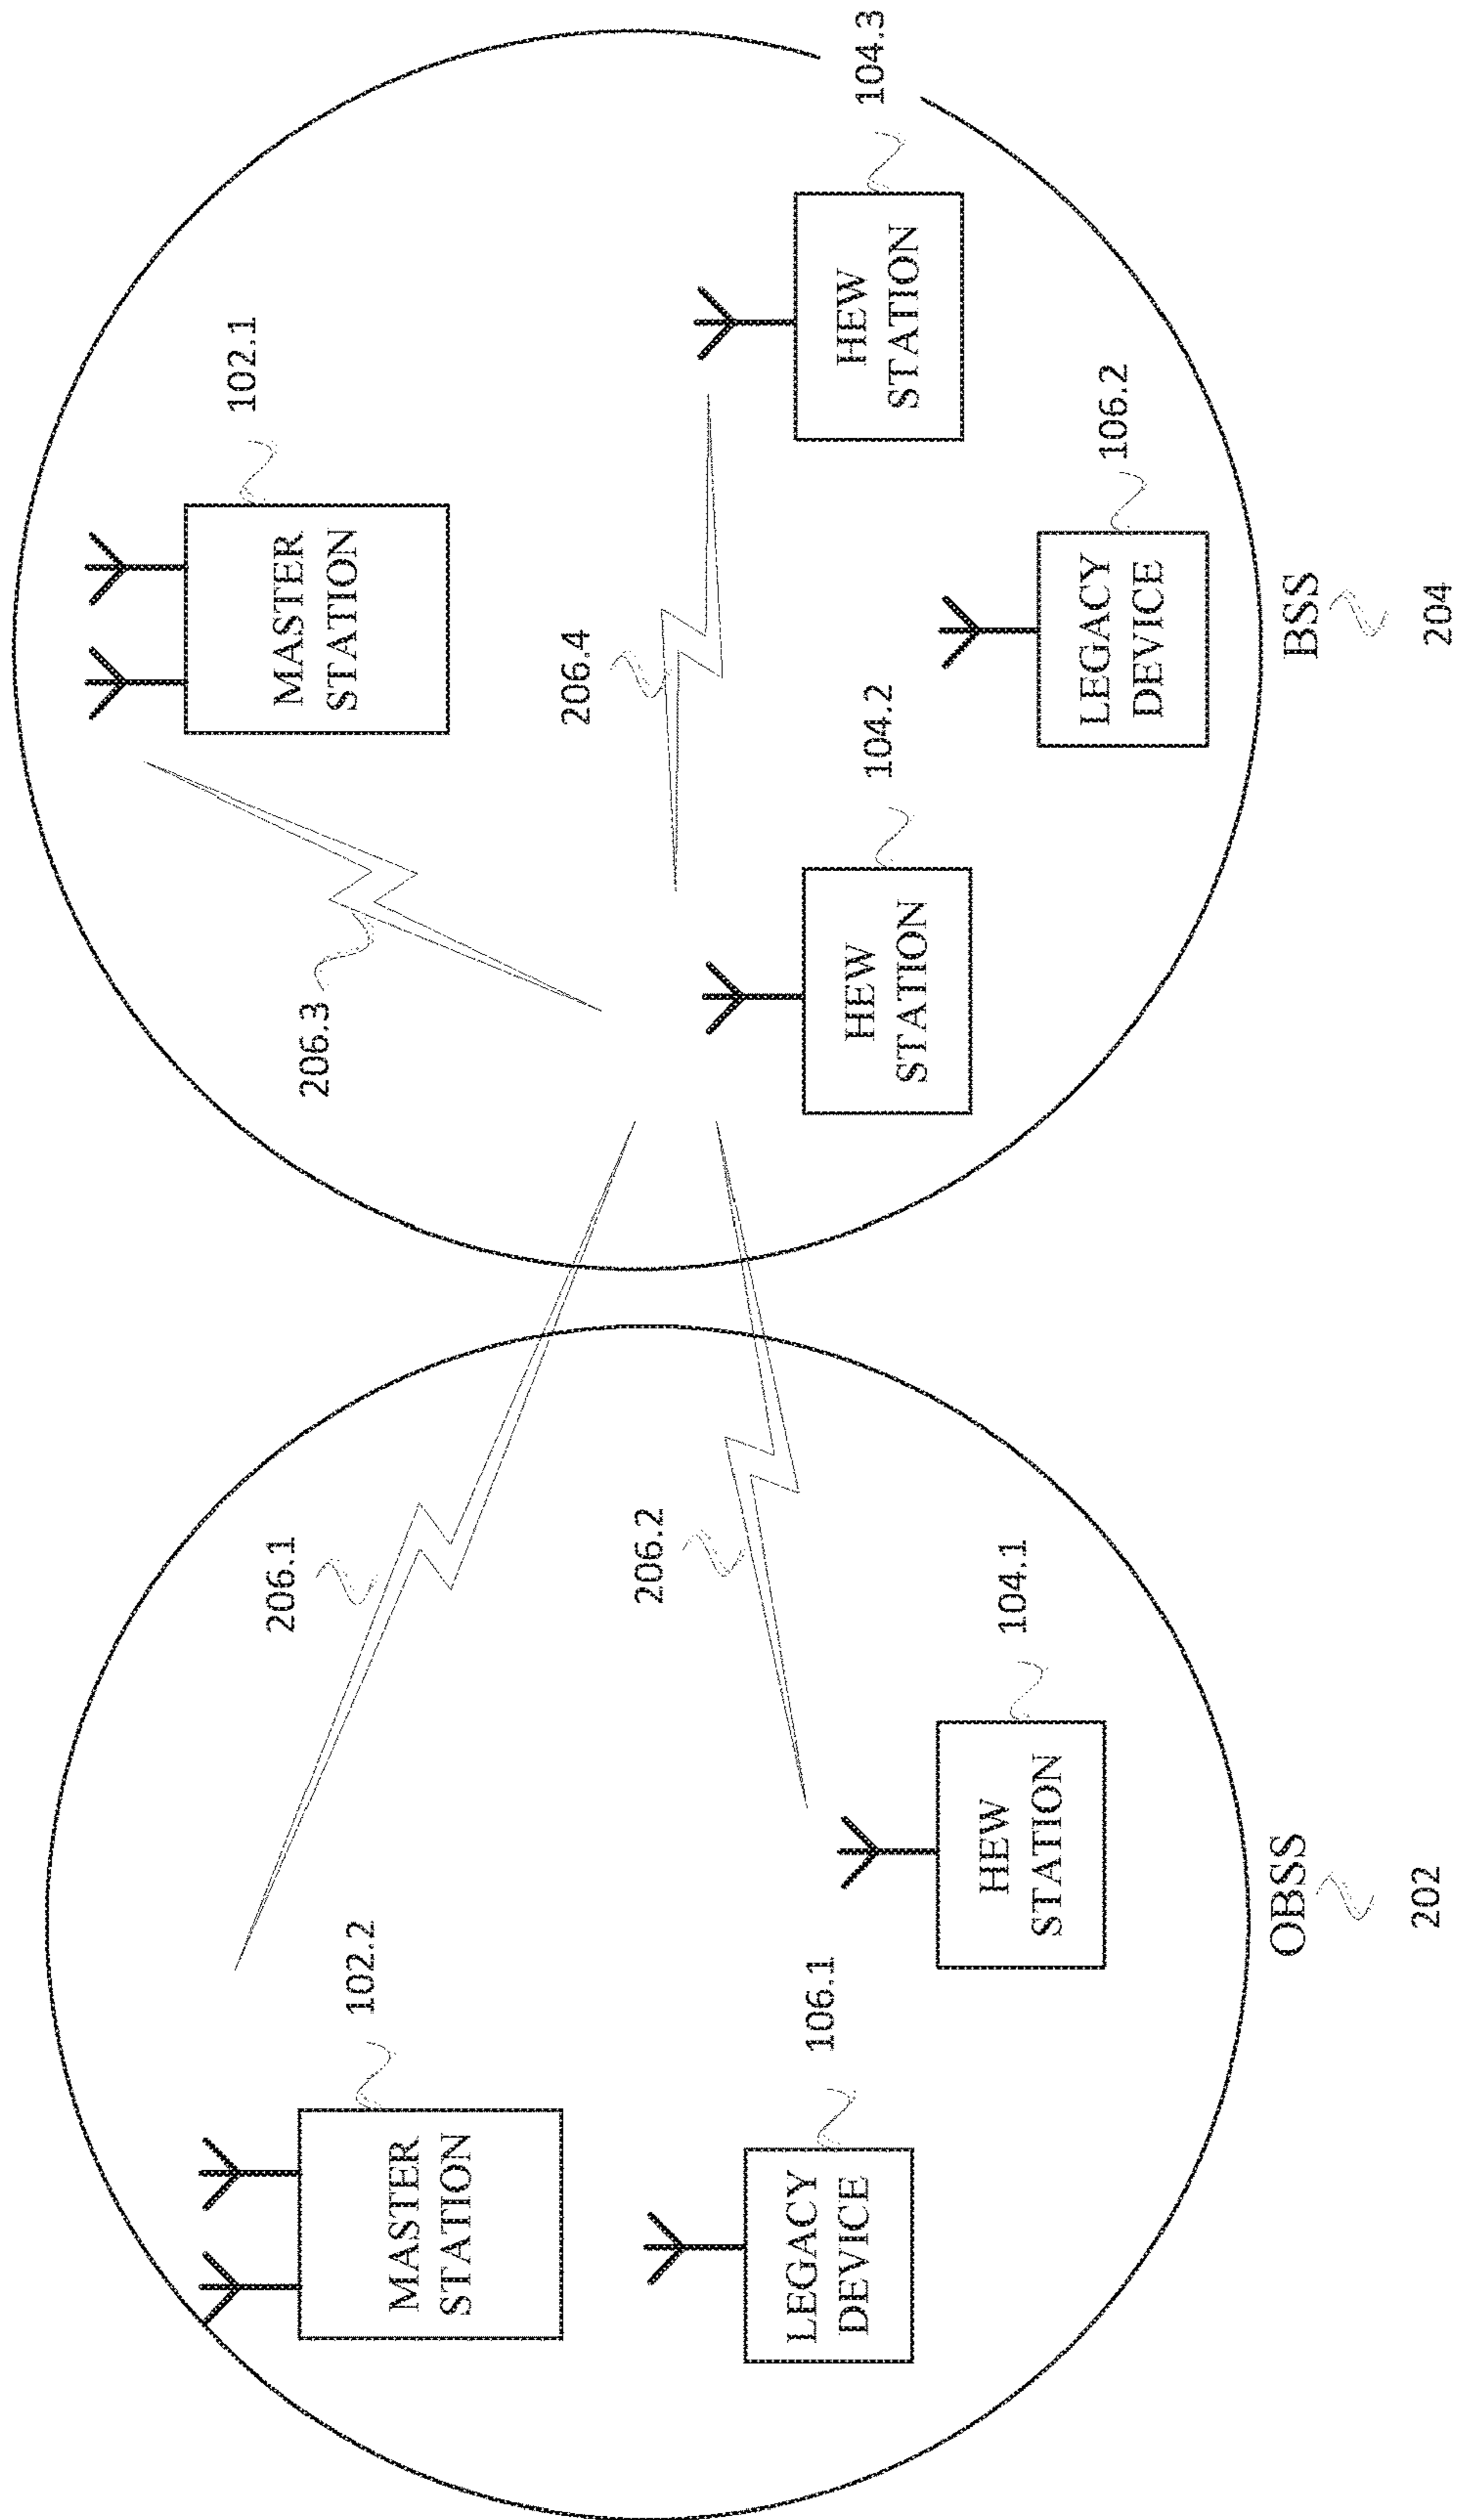 MASTER
STATION
102.2
LEGACY
DEVICE
106.1
HEW
STATION
104.1
206.1
206.2
OBSS
202
MASTER
STATION
102.1
206.3
206.4
HEW
STATION
104.2
HEW
STATION
104.3
LEGACY
DEVICE
106.2
BSS
204